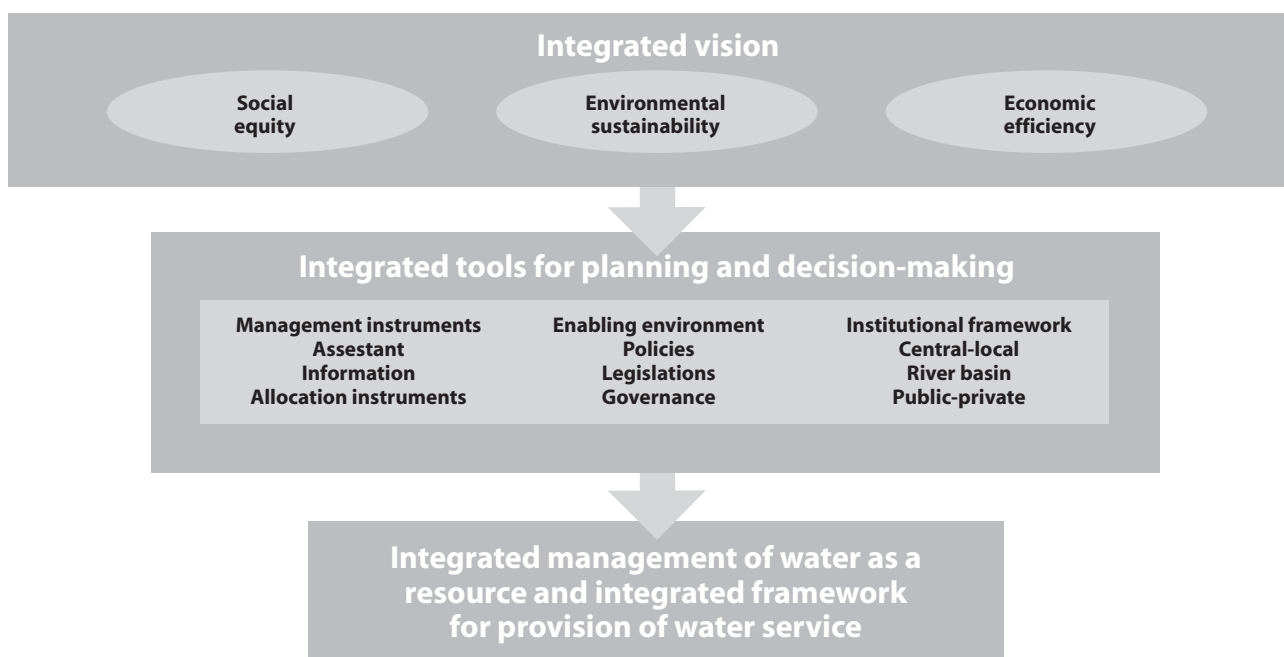 Integrated vision
Social
equity
Environmental
sustainability
Economic
efficiency
Integrated tools for planning and decision-making
Management instruments
Assestant
Information
Allocation instruments
Enabling environment
Policies
Legislations
Governance
Institutional framework
Central-local
River basin
Public-private
Integrated management of water as a
resource and integrated framework
for provision of water service